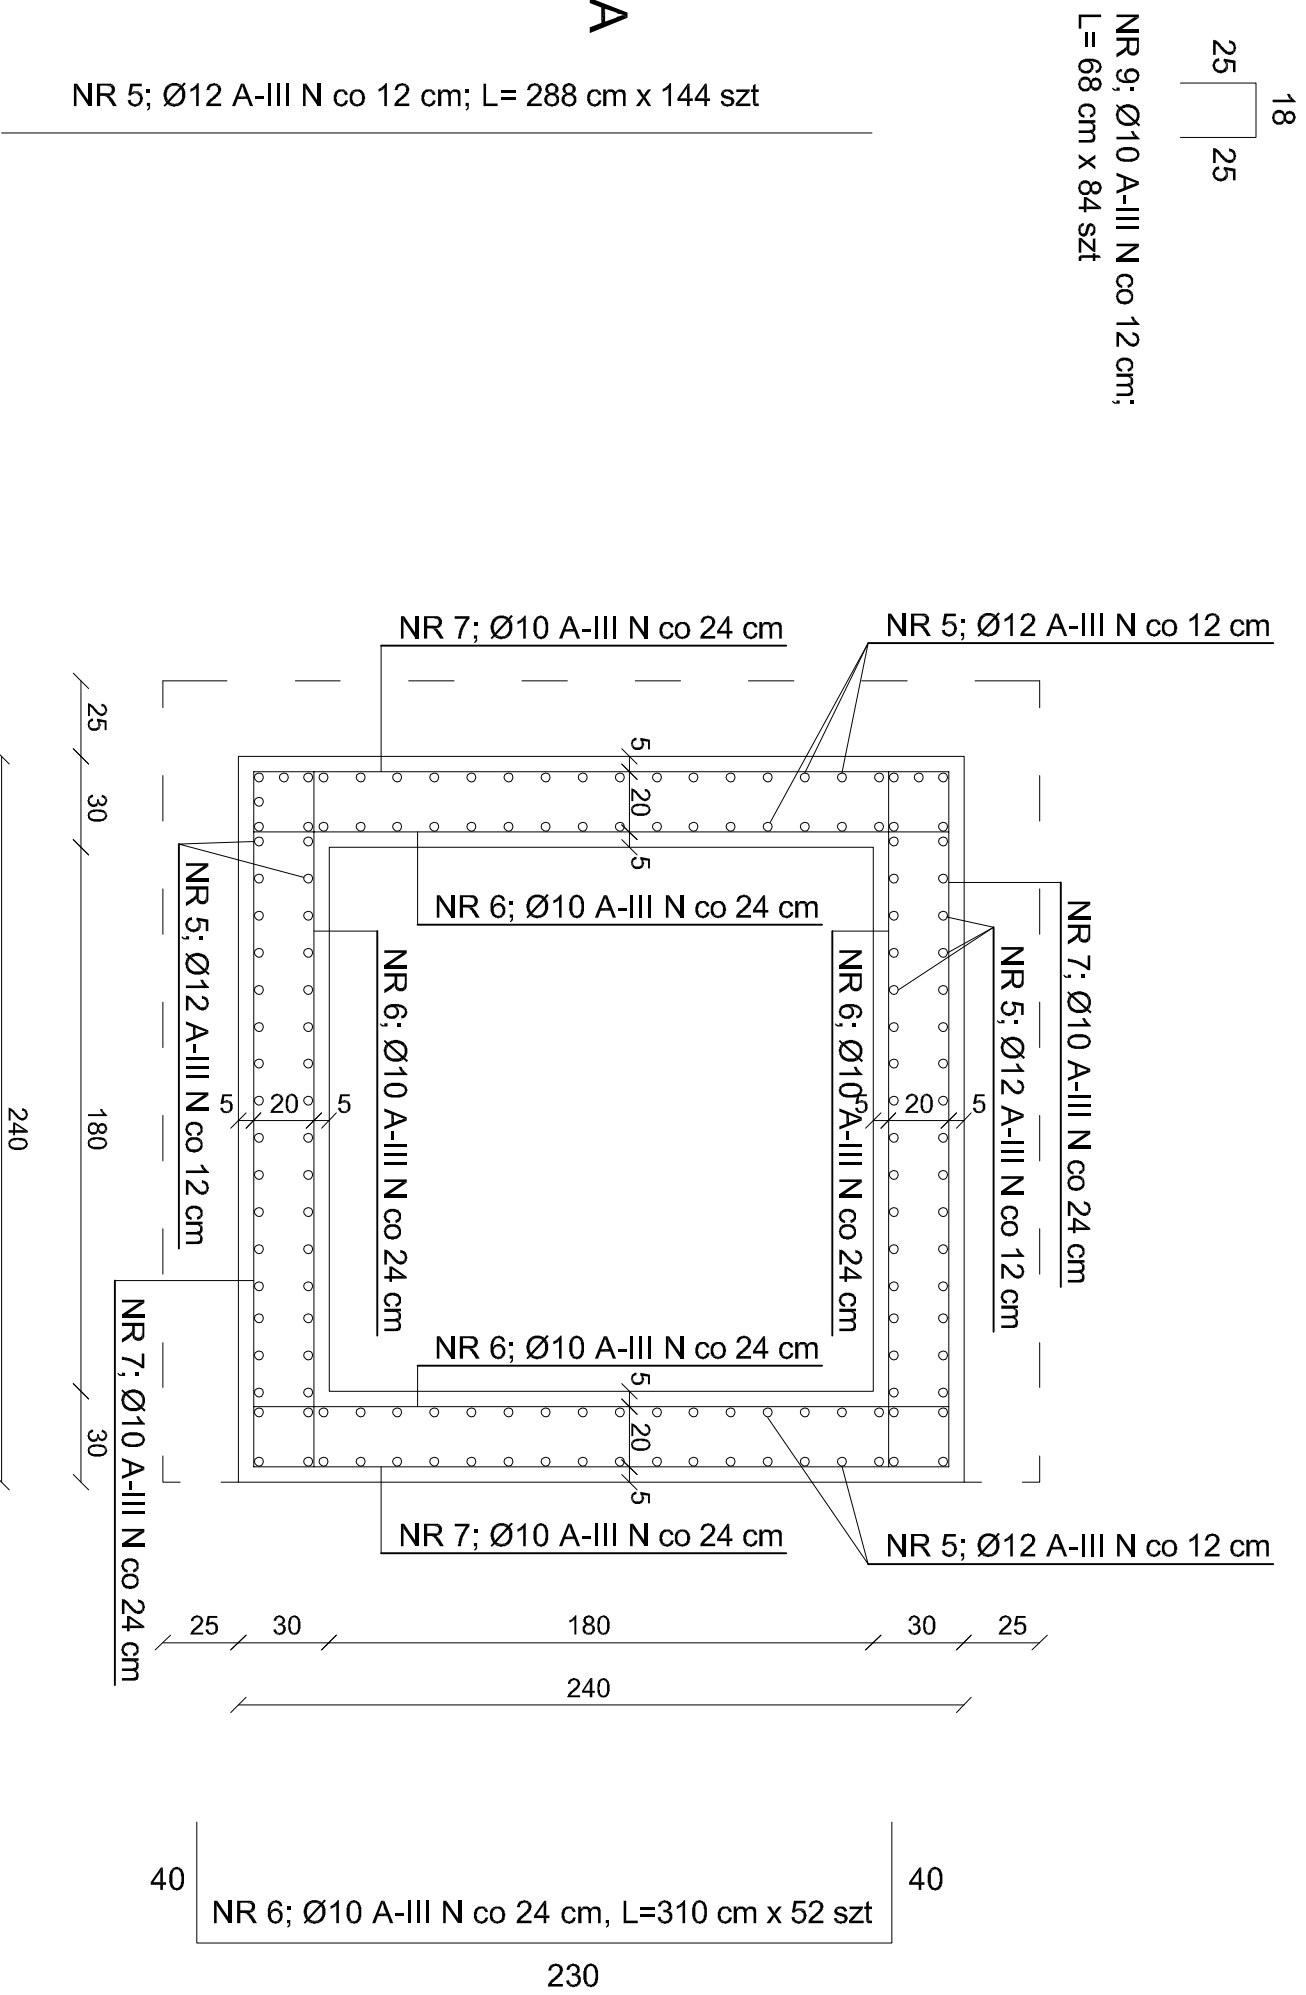 A
NR 5; Ø12 A-III N co 12 cm; L= 288 cm x 144 szt
18
25
25
NR 9; Ø10 A-III N co 12 cm;
L= 68 cm x 84 szt
NR 7; Ø10 A-III N co 24 cm
NR 5; Ø12 A-III N co 12 cm
25
30
180
30
240
5
20
5
NR 6; Ø10 A-III N co 24 cm
NR 5; Ø12 A-III N co 12 cm
NR 6; Ø10 A-III N co 24 cm
NR 6; Ø10 A-III N co 24 cm
NR 5; Ø12 A-III N co 12 cm
NR 7; Ø10 A-III N co 24 cm
5
20
5
5
20
5
NR 6; Ø10 A-III N co 24 cm
5
20
5
NR 7; Ø10 A-III N co 24 cm
NR 7; Ø10 A-III N co 24 cm
NR 5; Ø12 A-III N co 12 cm
25
30
180
30
25
240
40
40
NR 6; Ø10 A-III N co 24 cm, L=310 cm x 52 szt
230